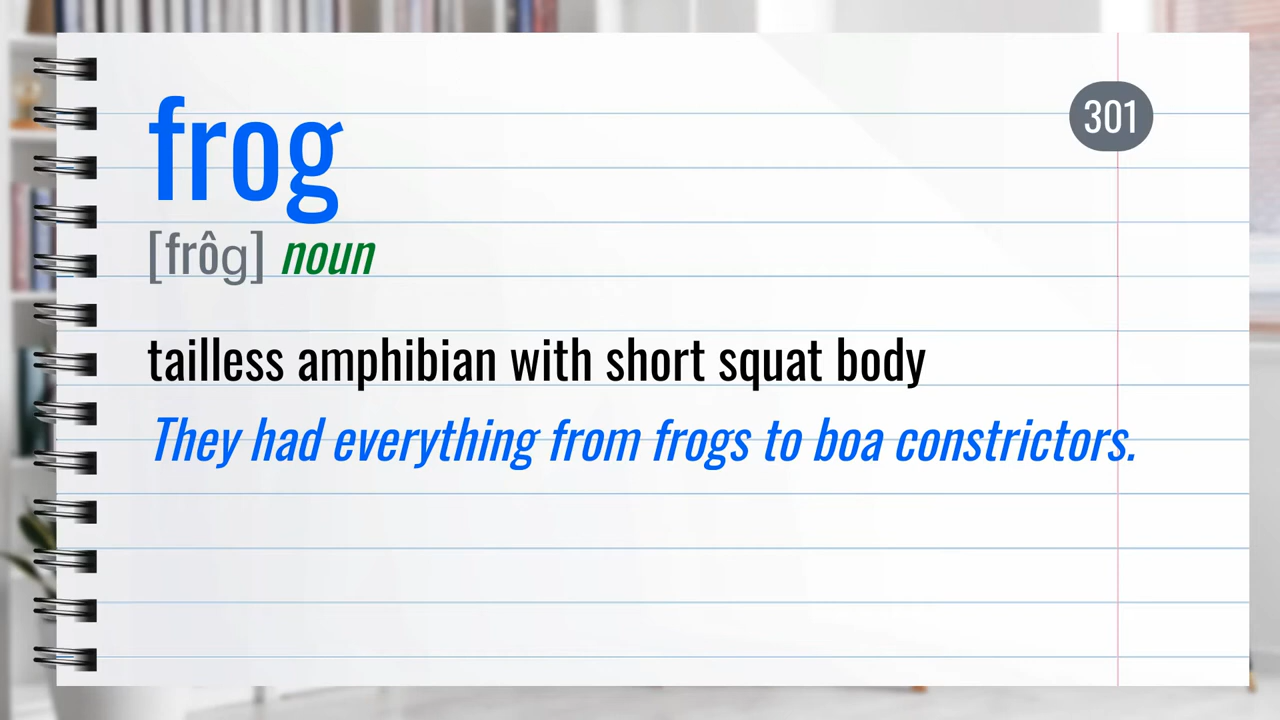 frog
301
[frôg] noun
tailless amphibian with short squat body
They had everything from frogs to boa constrictors.